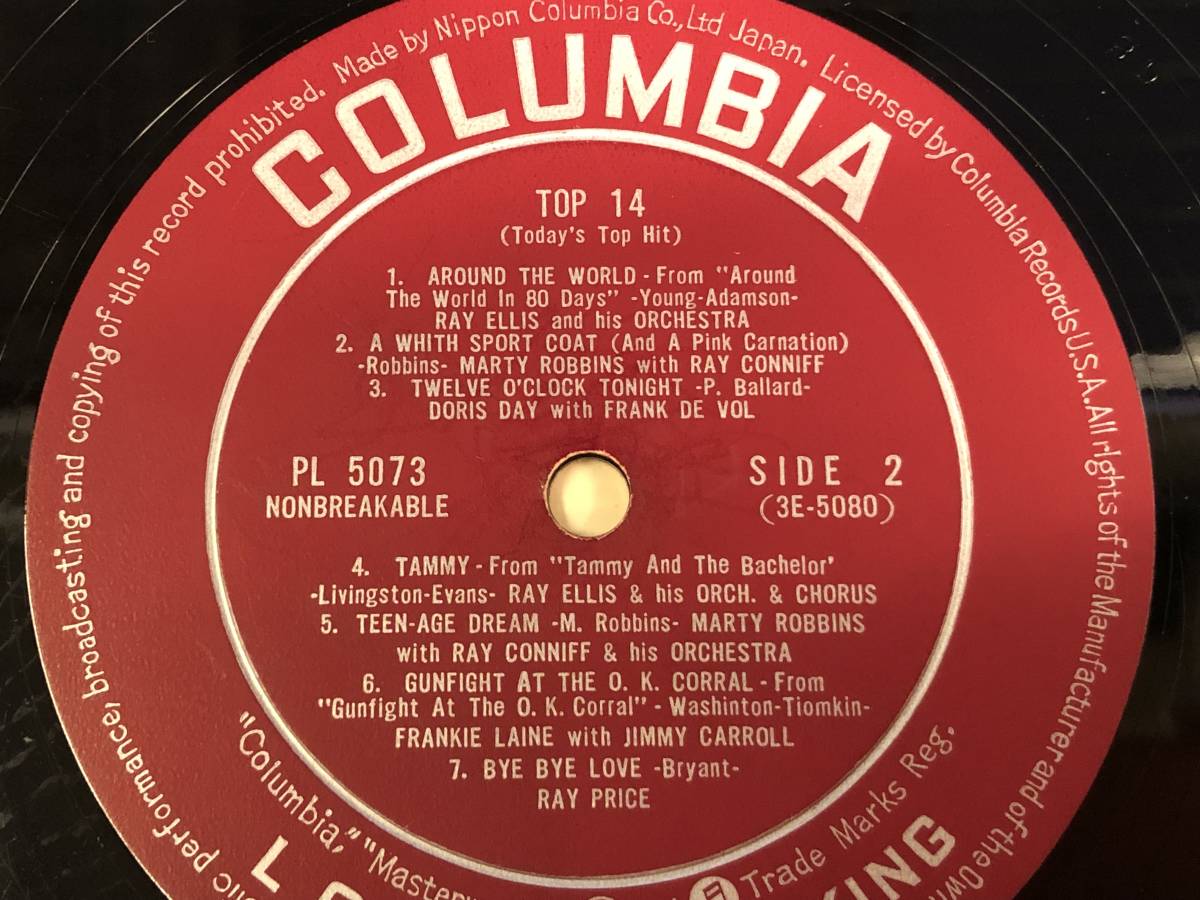 COLUMBIA
TOP 14
(Today's Top Hit)
1. AROUND THE WORLD - From "Around
The World In 80 Days" -Young-Adamson-
RAY ELLIS and his ORCHESTRA
2. A WHITH SPORT COAT (And A Pink Carnation)
-Robbins- MARTY ROBBINS with RAY CONNIFF
3. TWELVE O'CLOCK TONIGHT -P. Ballard-
DORIS DAY with FRANK DE VOL
PL 5073
NONBREAKABLE
SIDE 2
(3E-5080)
4. TAMMY - From "Tammy And The Bachelor'
-Livingston-Evans- RAY ELLIS & his ORCH. & CHORUS
5. TEEN-AGE DREAM -M. Robbins- MARTY ROBBINS
with RAY CONNIFF & his ORCHESTRA
6. GUNFIGHT AT THE O. K. CORRAL - From
"Gunfight At The O. K. Corral" - Washinton-Tiomkin-
FRANKIE LAINE with JIMMY CARROLL
7. BYE BYE LOVE -Bryant-
RAY PRICE
performance, broadcasting and copying of this record prohibited. Made by Nippon Columbia Co., Ltd Japan. Licensed by Columbia Records U.S.A. All rights of the Manufacturer and of the
"Columbia," "Master
Trade Marks Reg.